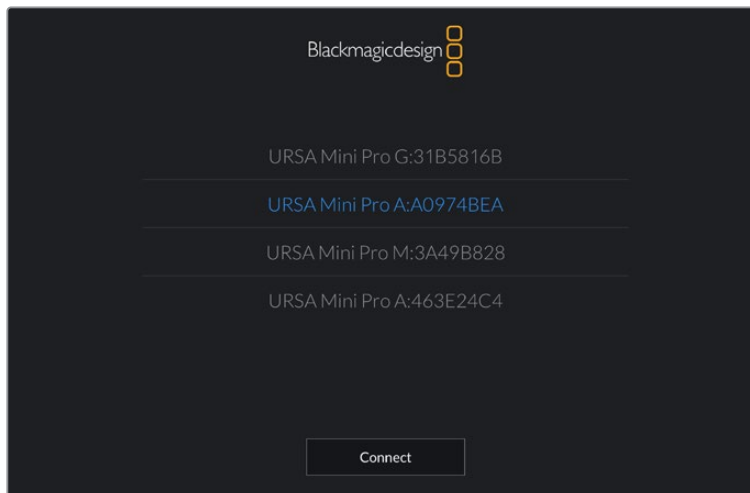 Blackmagicdesign
URSA Mini Pro G:31B5816B
URSA Mini Pro A:A0974BEA
URSA Mini Pro M:3A49B828
URSA Mini Pro A:463E24C4
Connect